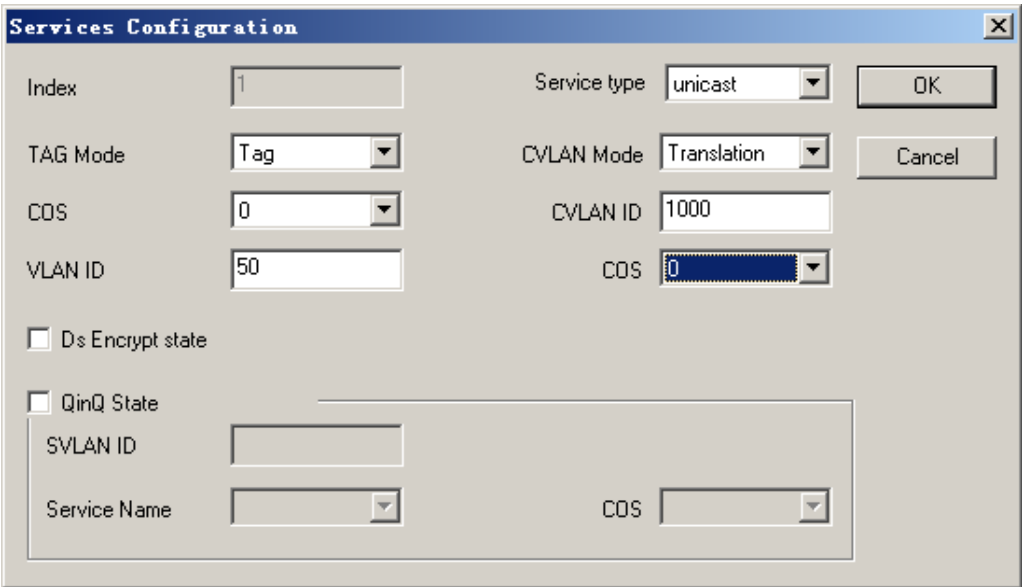 Services Configuration
Index 1 Service type unicast OK
TAG Mode Tag CVLAN Mode Translation Cancel
COS 0 CVLAN ID 1000
VLAN ID 50 COS 0
Ds Encrypt state
QinQ State
SVLAN ID
Service Name COS